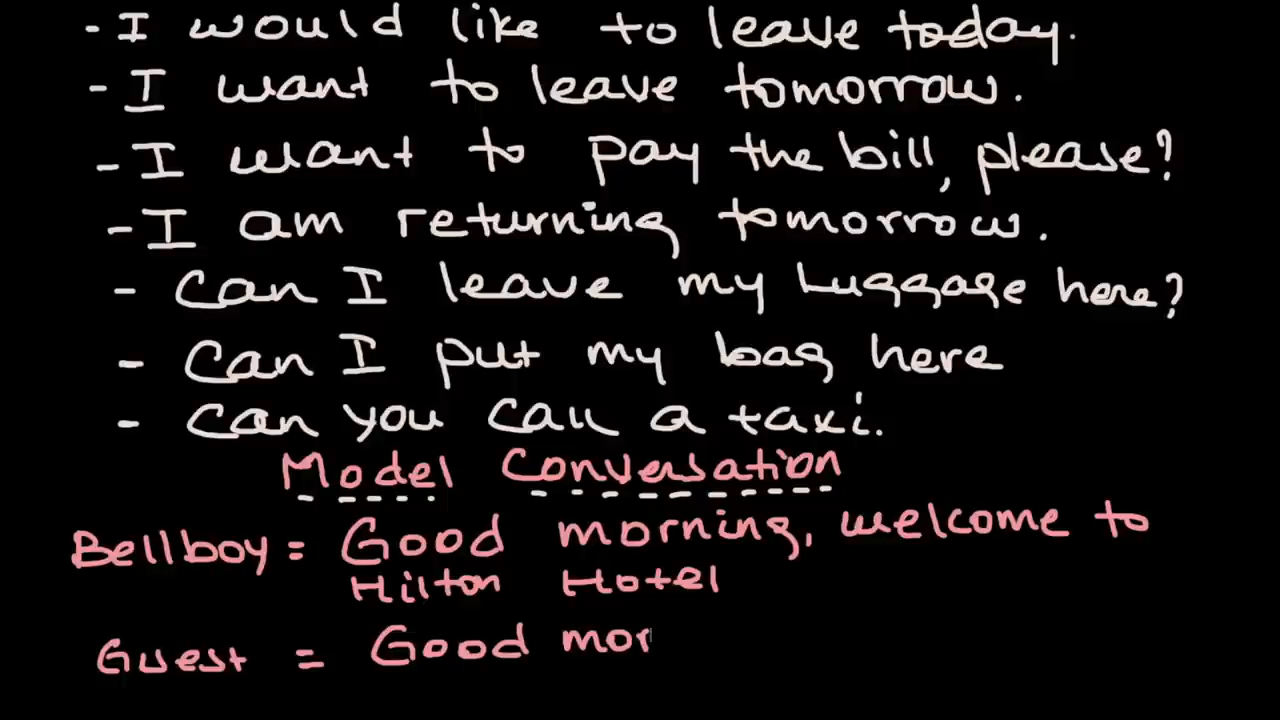 - I would like to leave today.
- I want to leave tomorrow.
- I want to pay the bill, please?
- I am returning tomorrow.
- Can I leave my Luggage here?
- Can I put my bag here
- Can you call a taxi.
Model Conversation
Bellboy = Good morning, welcome to
Hilton Hotel
Guest = Good mor